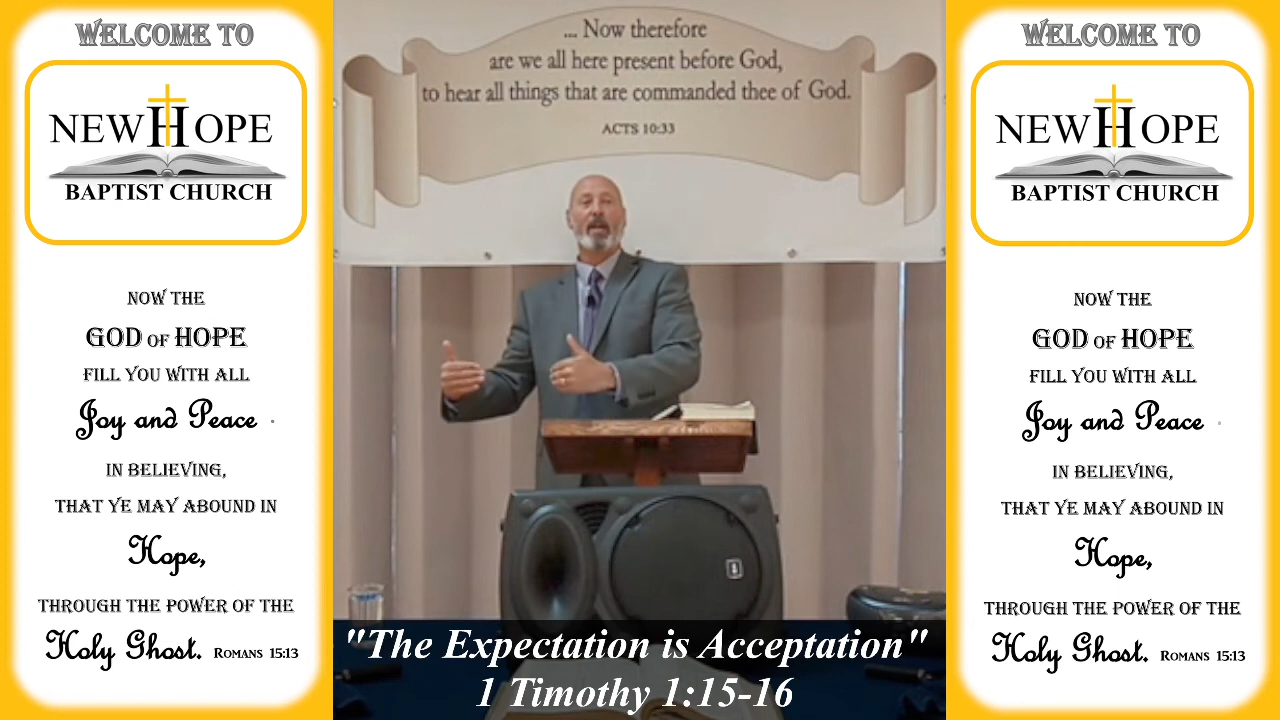 WELCOME TO
NEW HOPE
BAPTIST CHURCH
NOW THE
GOD OF HOPE
FILL YOU WITH ALL
Joy and Peace
IN BELIEVING,
THAT YE MAY ABOUND IN
Hope,
THROUGH THE POWER OF THE
Holy Ghost. ROMANS 15:13
... Now therefore
are we all here present before God,
to hear all things that are commanded thee of God.
ACTS 10:33
"The Expectation is Acceptation"
1 Timothy 1:15-16
WELCOME TO
NEW HOPE
BAPTIST CHURCH
NOW THE
GOD OF HOPE
FILL YOU WITH ALL
Joy and Peace
IN BELIEVING,
THAT YE MAY ABOUND IN
Hope,
THROUGH THE POWER OF THE
Holy Ghost. ROMANS 15:13